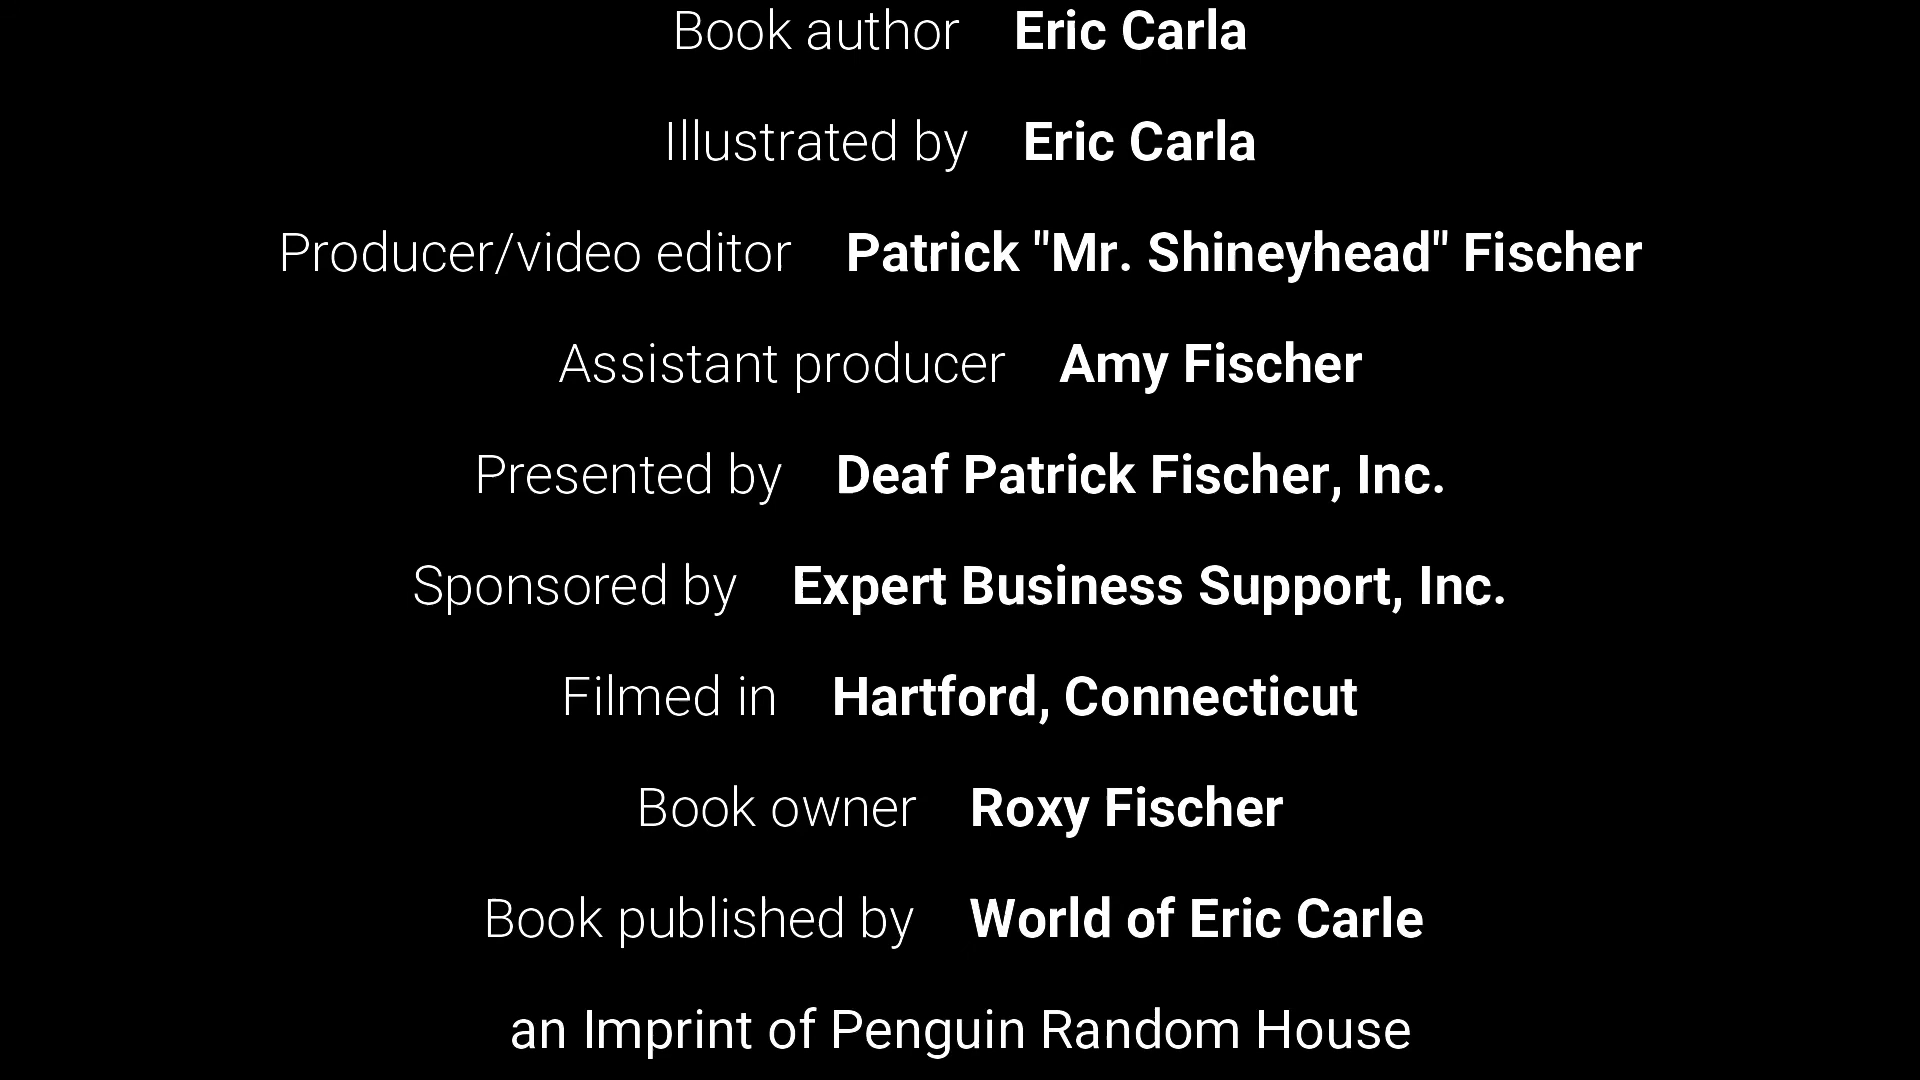 Book author Eric Carla
Illustrated by Eric Carla
Producer/video editor Patrick "Mr. Shineyhead" Fischer
Assistant producer Amy Fischer
Presented by Deaf Patrick Fischer, Inc.
Sponsored by Expert Business Support, Inc.
Filmed in Hartford, Connecticut
Book owner Roxy Fischer
Book published by World of Eric Carle
an Imprint of Penguin Random House